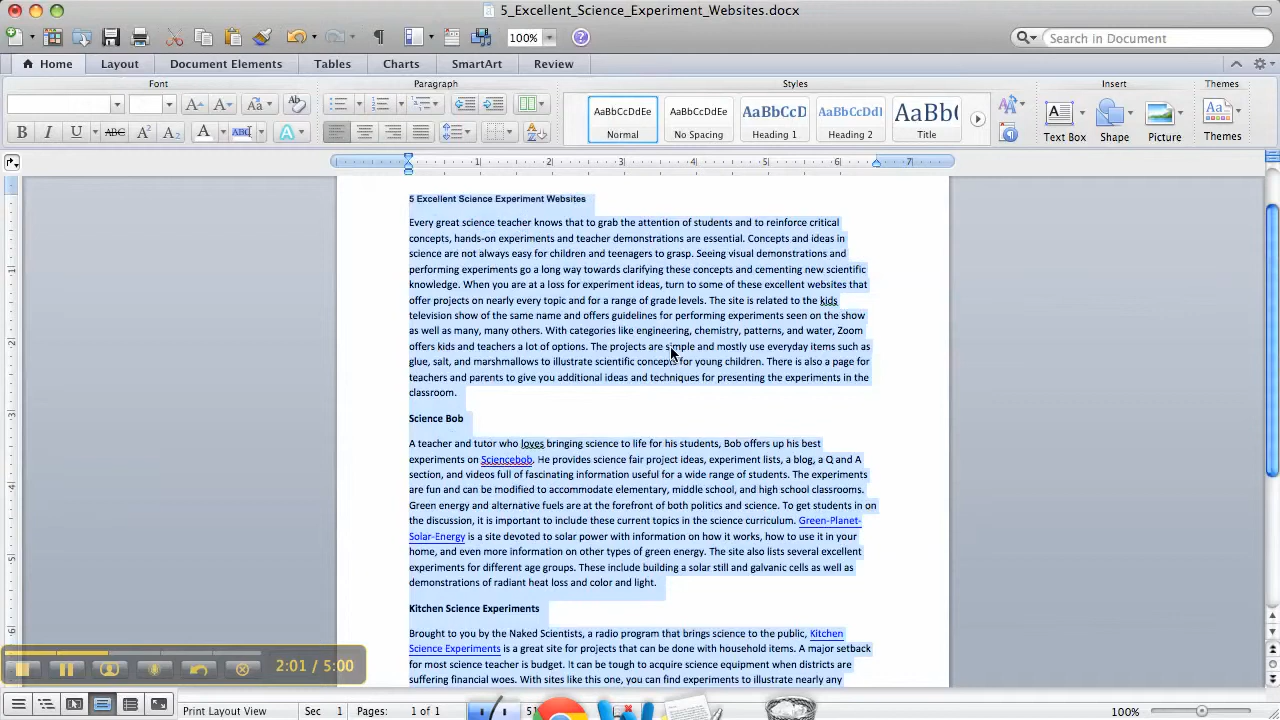 5_Excellent_Science_Experiment_Websites.docx
100%
Search in Document
Home Layout Document Elements Tables Charts SmartArt Review
Font Paragraph Styles Insert Themes
AaBbCcDdEe AaBbCcDdEe AaBbCcD AaBbCcDdI AaBbC
Normal No Spacing Heading 1 Heading 2 Title Text Box Shape Picture Themes
B I U ABC A² A₂ A ABC A
1 2 3 4 5 6 7
5 Excellent Science Experiment Websites
Every great science teacher knows that to grab the attention of students and to reinforce critical
concepts, hands-on experiments and teacher demonstrations are essential. Concepts and ideas in
science are not always easy for children and teenagers to grasp. Seeing visual demonstrations and
performing experiments go a long way towards clarifying these concepts and cementing new scientific
knowledge. When you are at a loss for experiment ideas, turn to some of these excellent websites that
offer projects on nearly every topic and for a range of grade levels. The site is related to the kids
television show of the same name and offers guidelines for performing experiments seen on the show
as well as many, many others. With categories like engineering, chemistry, patterns, and water, Zoom
offers kids and teachers a lot of options. The projects are simple and mostly use everyday items such as
glue, salt, and marshmallows to illustrate scientific concepts for young children. There is also a page for
teachers and parents to give you additional ideas and techniques for presenting the experiments in the
classroom.
Science Bob
A teacher and tutor who loves bringing science to life for his students, Bob offers up his best
experiments on Sciencebob. He provides science fair project ideas, experiment lists, a blog, a Q and A
section, and videos full of fascinating information useful for a wide range of students. The experiments
are fun and can be modified to accommodate elementary, middle school, and high school classrooms.
Green energy and alternative fuels are at the forefront of both politics and science. To get students in on
the discussion, it is important to include these current topics in the science curriculum. Green-Planet-
Solar-Energy is a site devoted to solar power with information on how it works, how to use it in your
home, and even more information on other types of green energy. The site also lists several excellent
experiments for different age groups. These include building a solar still and galvanic cells as well as
demonstrations of radiant heat loss and color and light.
Kitchen Science Experiments
Brought to you by the Naked Scientists, a radio program that brings science to the public, Kitchen
Science Experiments is a great site for projects that can be done with household items. A major setback
for most science teacher is budget. It can be tough to acquire science equipment when districts are
suffering financial woes. With sites like this one, you can find experiments to illustrate nearly any
2:01 / 5:00
Print Layout View Sec 1 Pages: 1 of 1 100%